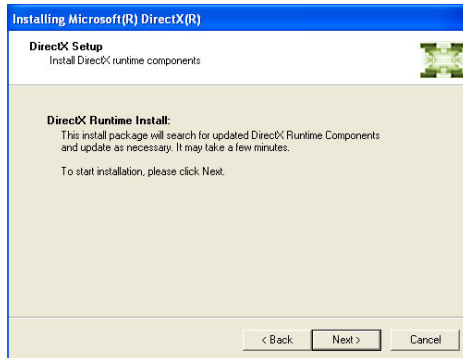 Installing Microsoft(R) DirectX(R)
DirectX Setup
Install DirectX runtime components
DirectX Runtime Install:
This install package will search for updated DirectX Runtime Components
and update as necessary. It may take a few minutes.
To start installation, please click Next.
< Back Next > Cancel